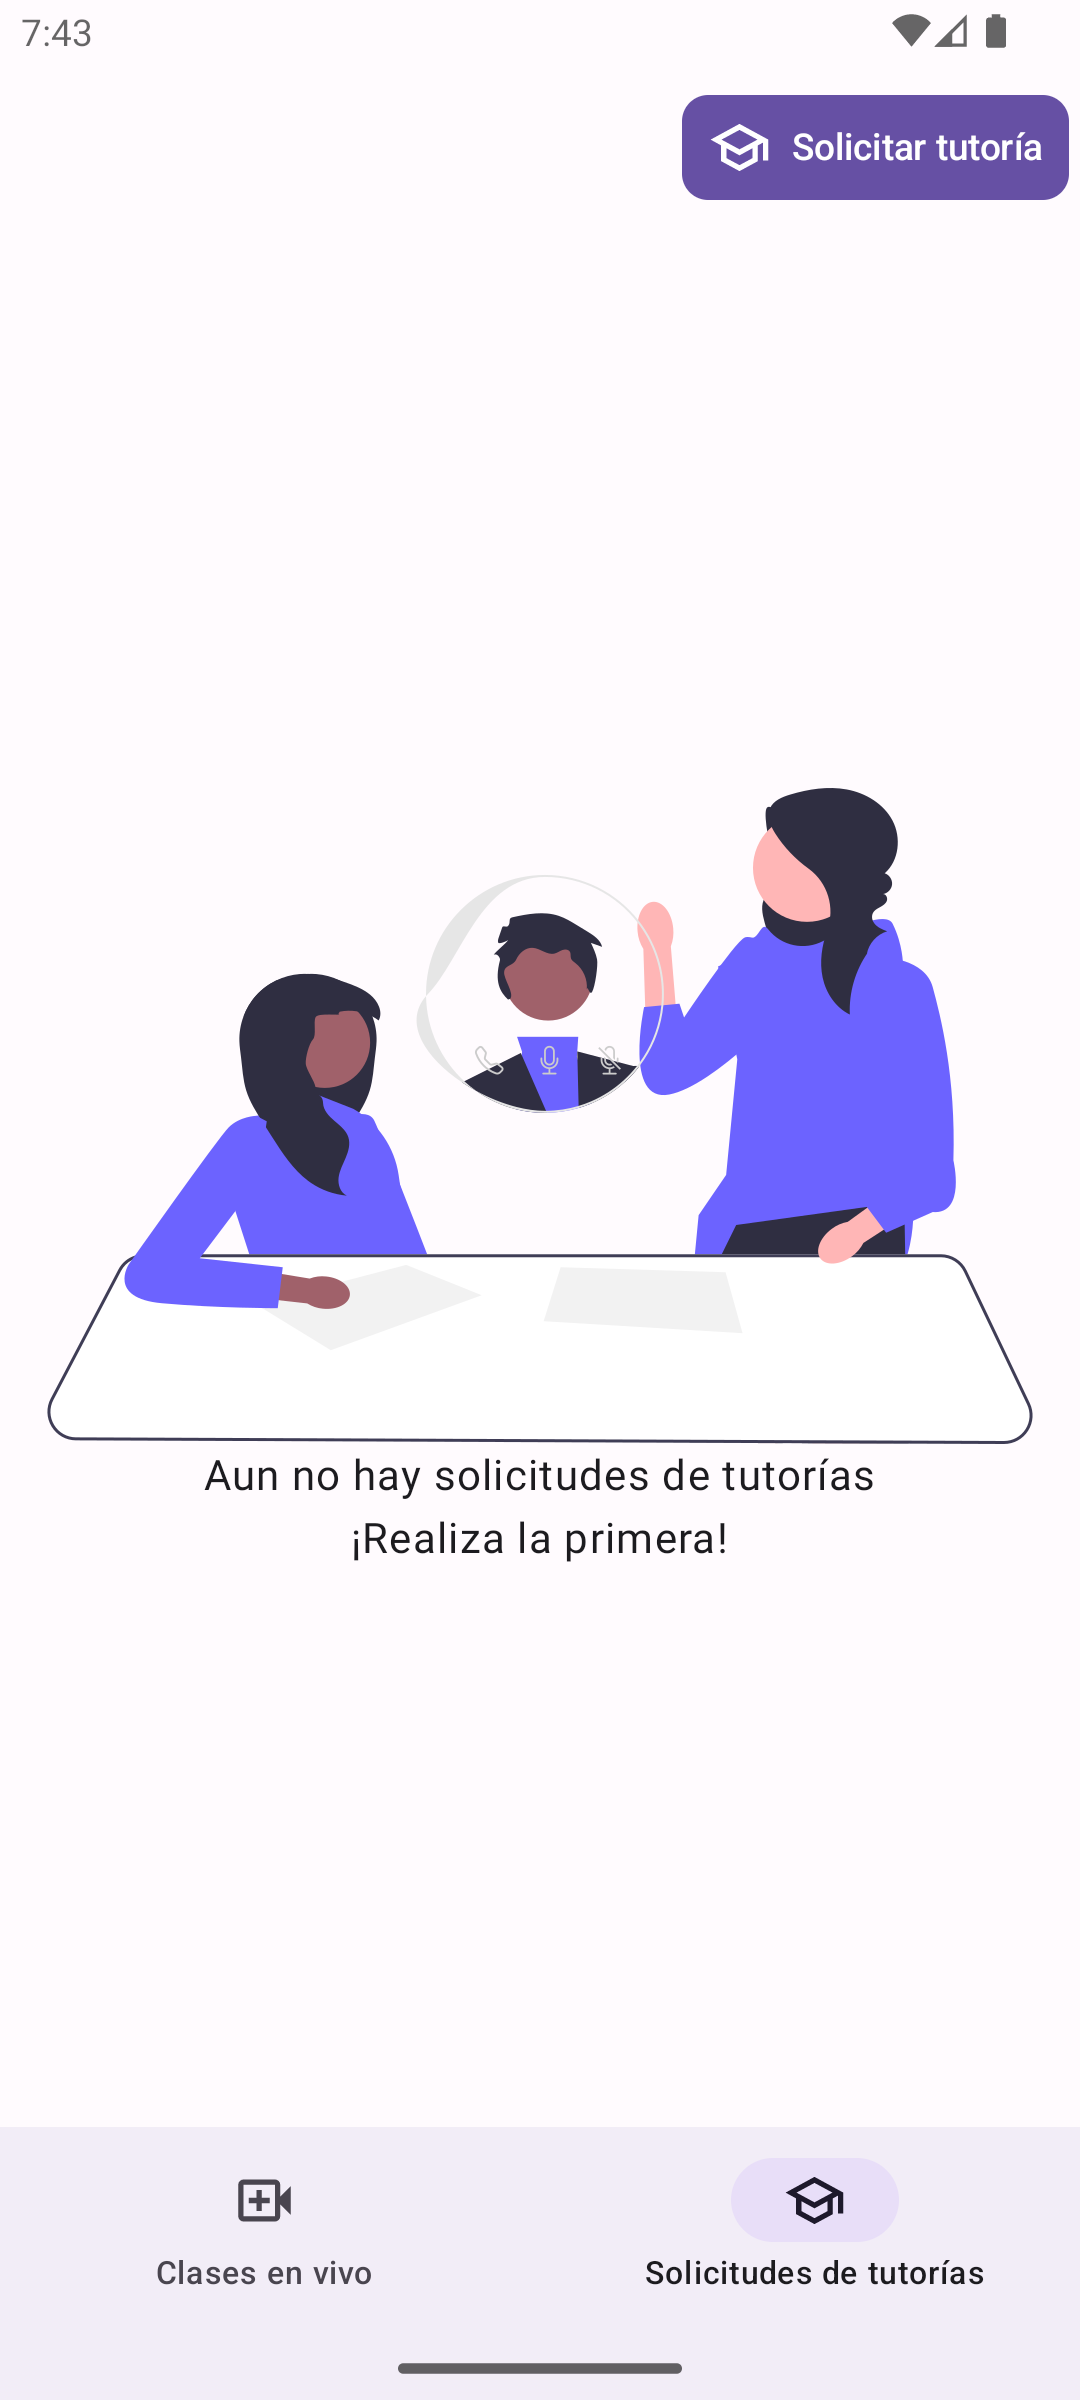 7:43
Solicitar tutoría
Aun no hay solicitudes de tutorías
¡Realiza la primera!
Clases en vivo
Solicitudes de tutorías